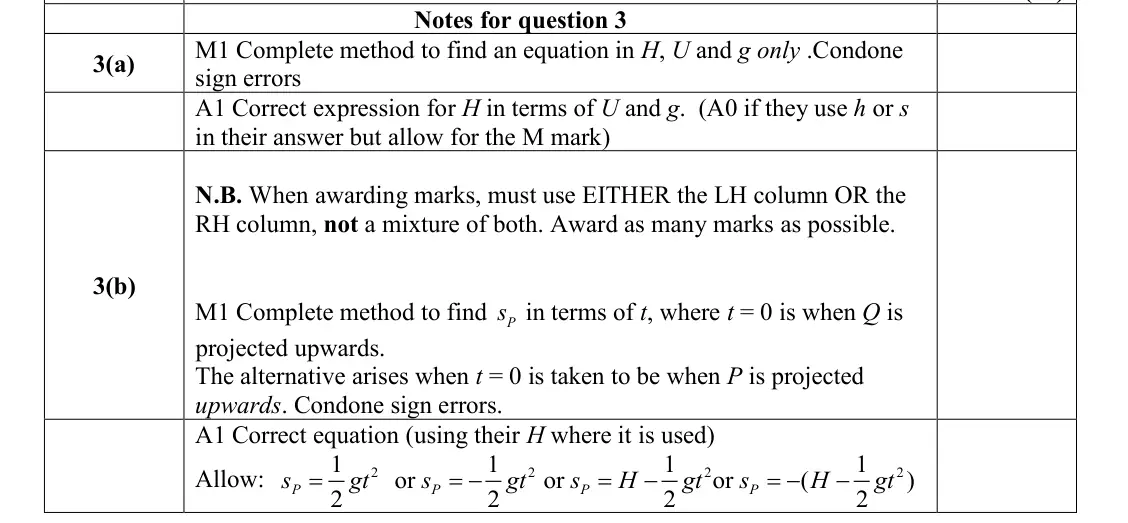 Notes for question 3
3(a)
M1 Complete method to find an equation in H, U and g only .Condone
sign errors
A1 Correct expression for H in terms of U and g. (A0 if they use h or s
in their answer but allow for the M mark)
3(b)
N.B. When awarding marks, must use EITHER the LH column OR the
RH column, not a mixture of both. Award as many marks as possible.
M1 Complete method to find s_P in terms of t, where t = 0 is when Q is
projected upwards.
The alternative arises when t = 0 is taken to be when P is projected
upwards. Condone sign errors.
A1 Correct equation (using their H where it is used)
Allow: s_P = 1/2 gt² or s_P = −1/2 gt² or s_P = H − 1/2 gt² or s_P = −(H − 1/2 gt²)